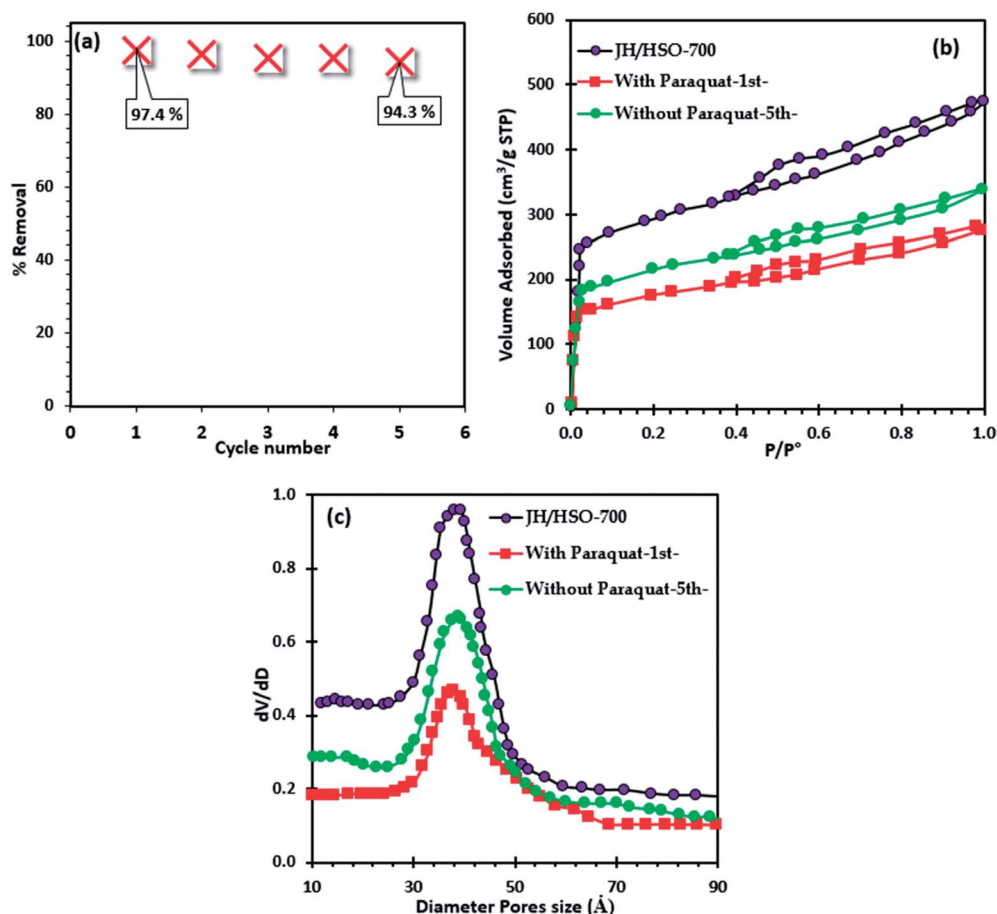 (a)
% Removal
100
80
60
40
20
0
97.4 %
94.3 %
0 1 2 3 4 5 6
Cycle number
(b)
Volume Adsorbed (cm³/g STP)
600
500
400
300
200
100
0
JH/HSO-700
With Paraquat-1st-
Without Paraquat-5th-
0.0 0.2 0.4 0.6 0.8 1.0
P/P°
(c)
dV/dD
1.0
0.8
0.6
0.4
0.2
0.0
JH/HSO-700
With Paraquat-1st-
Without Paraquat-5th-
10 30 50 70 90
Diameter Pores size (Å)